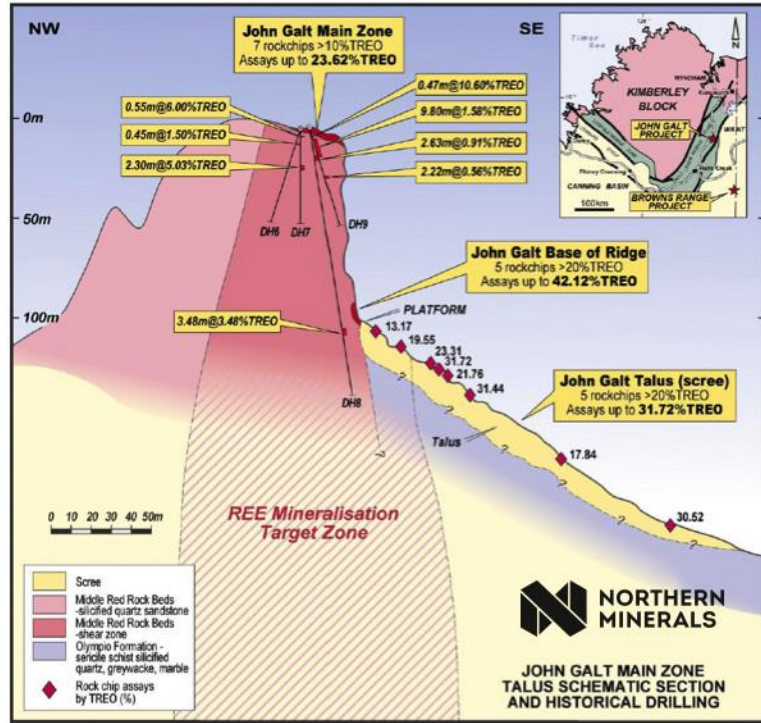 NW
John Galt Main Zone
7 rockchips >10%TREO
Assays up to 23.62%TREO
SE
0.55m@6.00%TREO
0.45m@1.50%TREO
2.30m@5.03%TREO
0.47m@10.60%TREO
9.80m@1.58%TREO
2.63m@0.91%TREO
2.22m@0.56%TREO
Timor
Sea
N
WYNDHAM
KIMBERLEY
BLOCK
JOHN GALT
PROJECT
Derby
Fitzroy Crossing
Halls Creek
CANNING BASIN
BROWNS RANGE
PROJECT
100km
0m
50m
100m
DH6
DH7
DH9
John Galt Base of Ridge
5 rockchips >20%TREO
Assays up to 42.12%TREO
PLATFORM
3.48m@3.48%TREO
13.17
19.55
23.31
31.72
21.76
31.44
DH8
John Galt Talus (scree)
5 rockchips >20%TREO
Assays up to 31.72%TREO
?
Talus
?
?
?
17.84
?
?
30.52
?
REE Mineralisation
Target Zone
0 10 20 30 40 50m
Scree
Middle Red Rock Beds
-silicified quartz sandstone
Middle Red Rock Beds
-shear zone
Olympio Formation -
sericite schist silicified
quartz, greywacke, marble
Rock chip assays
by TREO (%)
NORTHERN
MINERALS
JOHN GALT MAIN ZONE
TALUS SCHEMATIC SECTION
AND HISTORICAL DRILLING